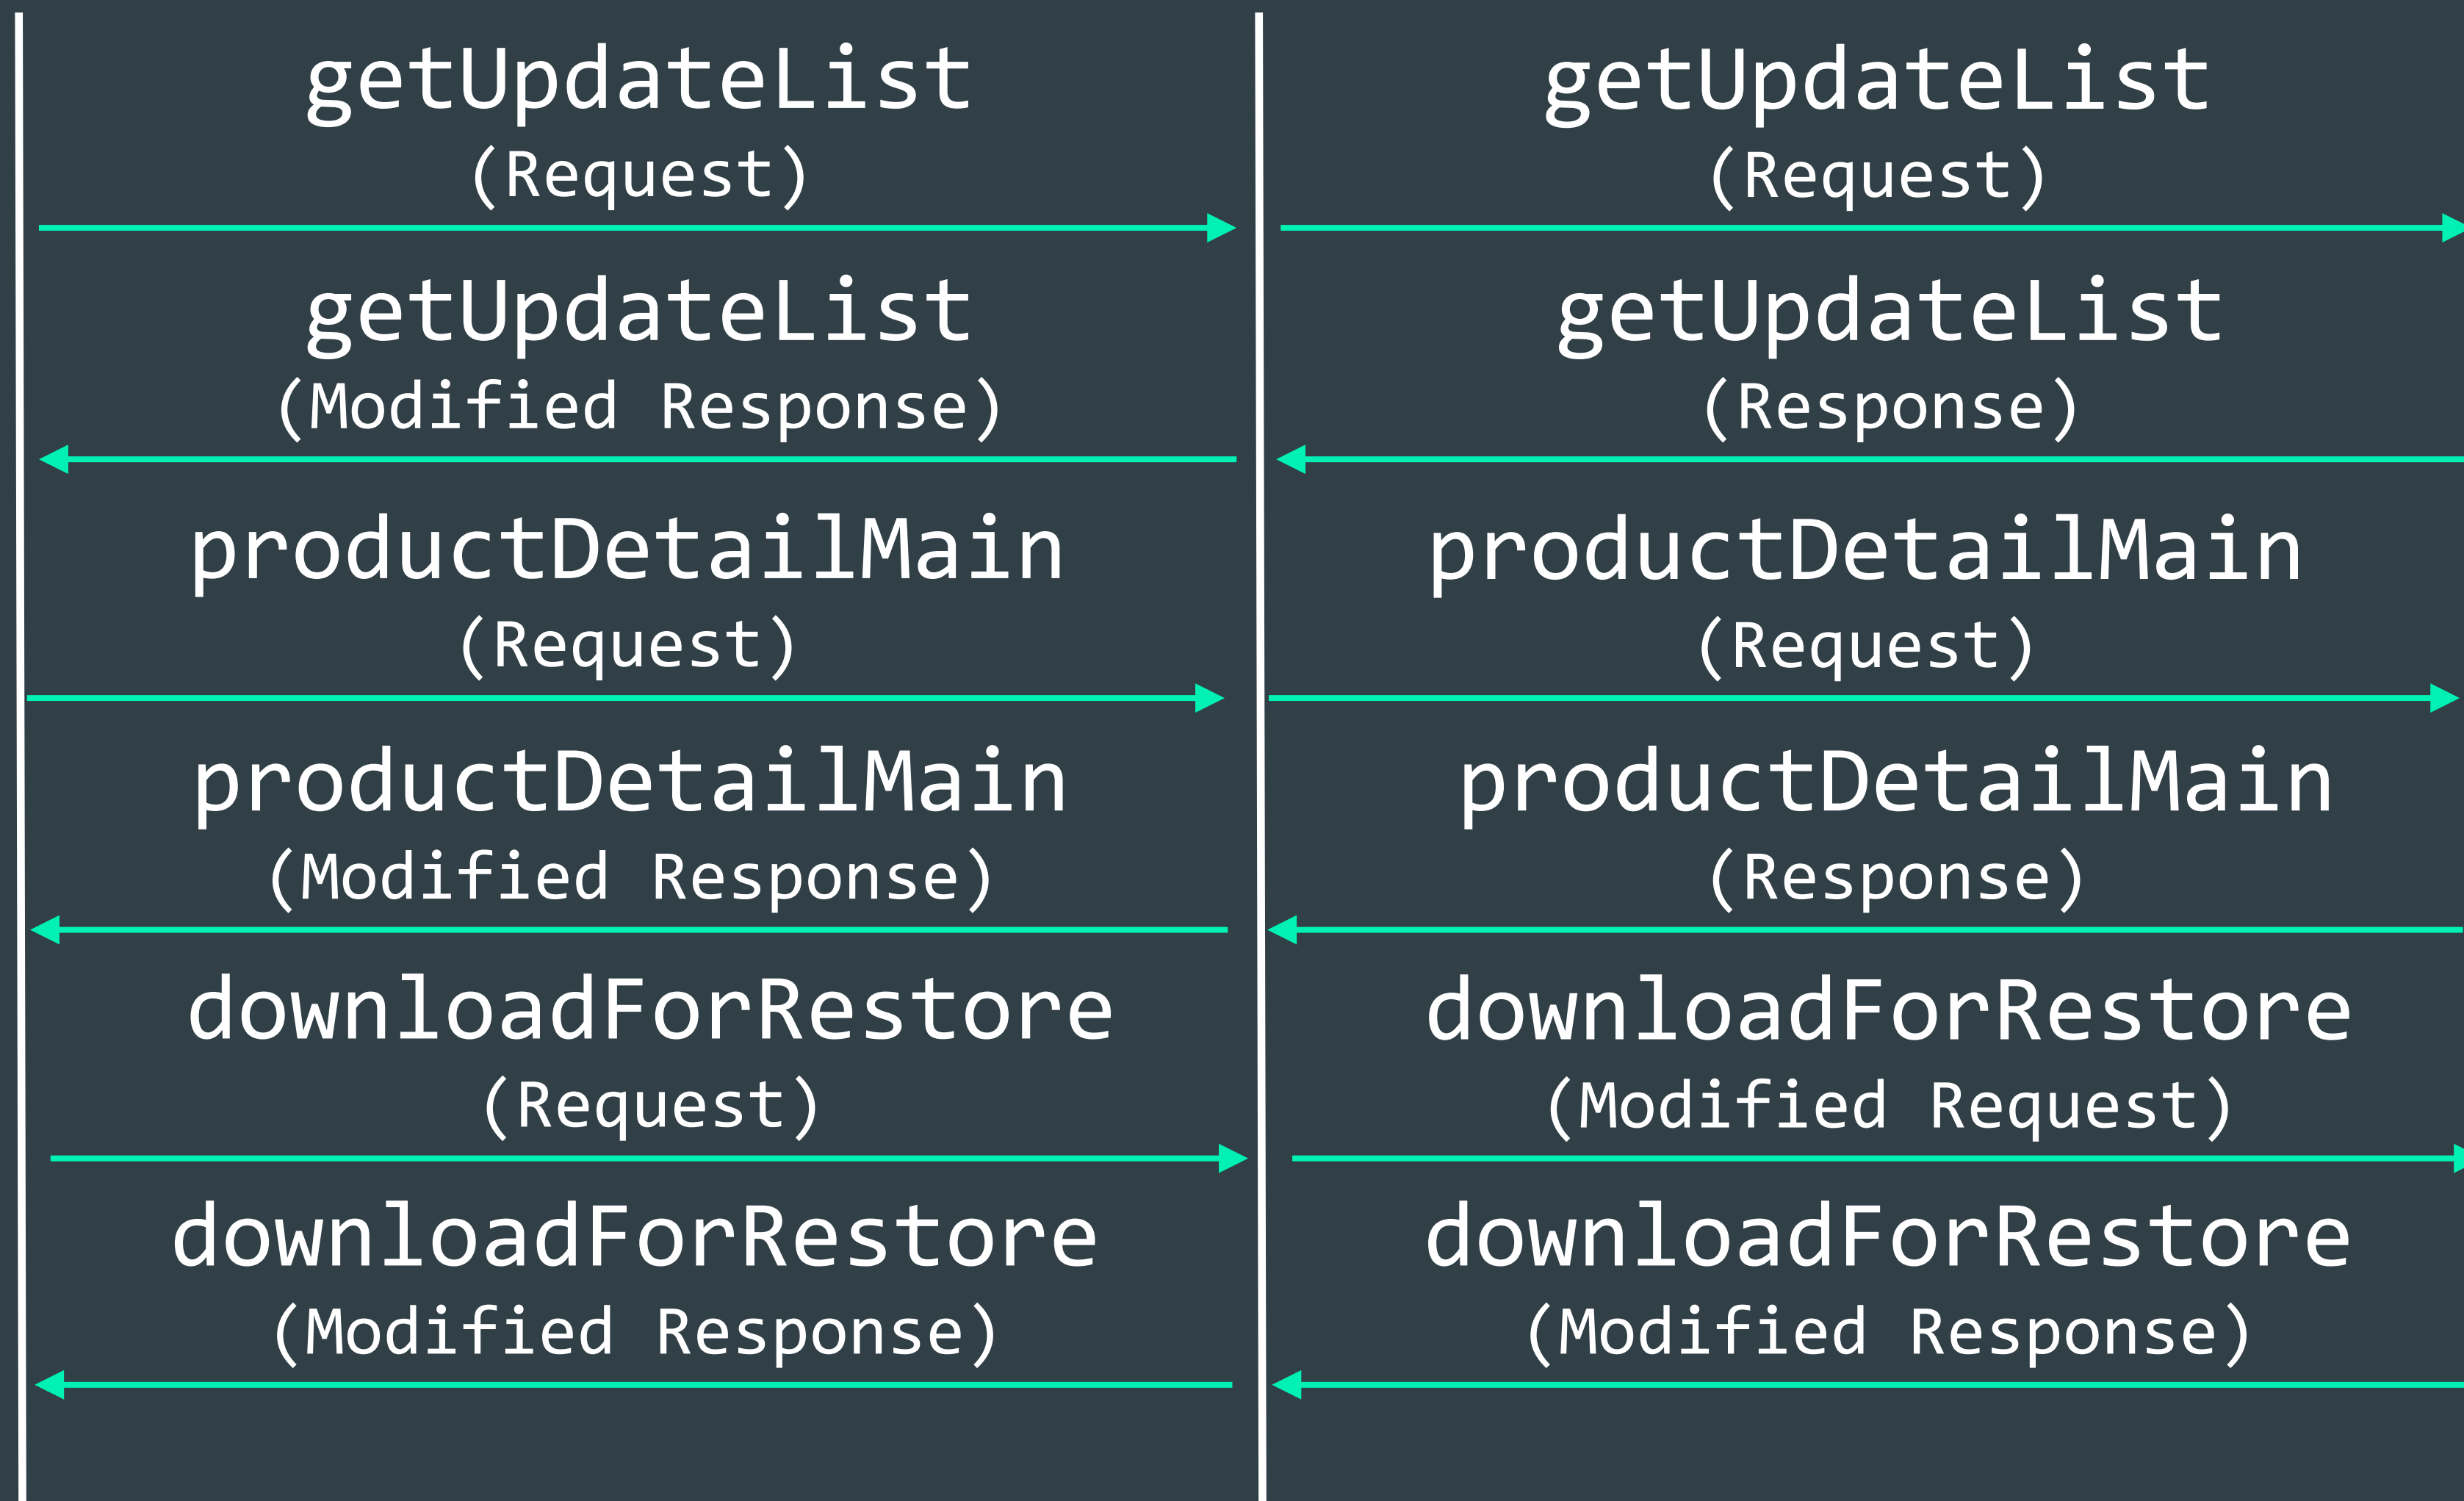 getUpdateList
(Request)
getUpdateList
(Request)
getUpdateList
(Modified Response)
getUpdateList
(Response)
productDetailMain
(Request)
productDetailMain
(Request)
productDetailMain
(Modified Response)
productDetailMain
(Response)
downloadForRestore
(Request)
downloadForRestore
(Modified Request)
downloadForRestore
(Modified Response)
downloadForRestore
(Modified Response)